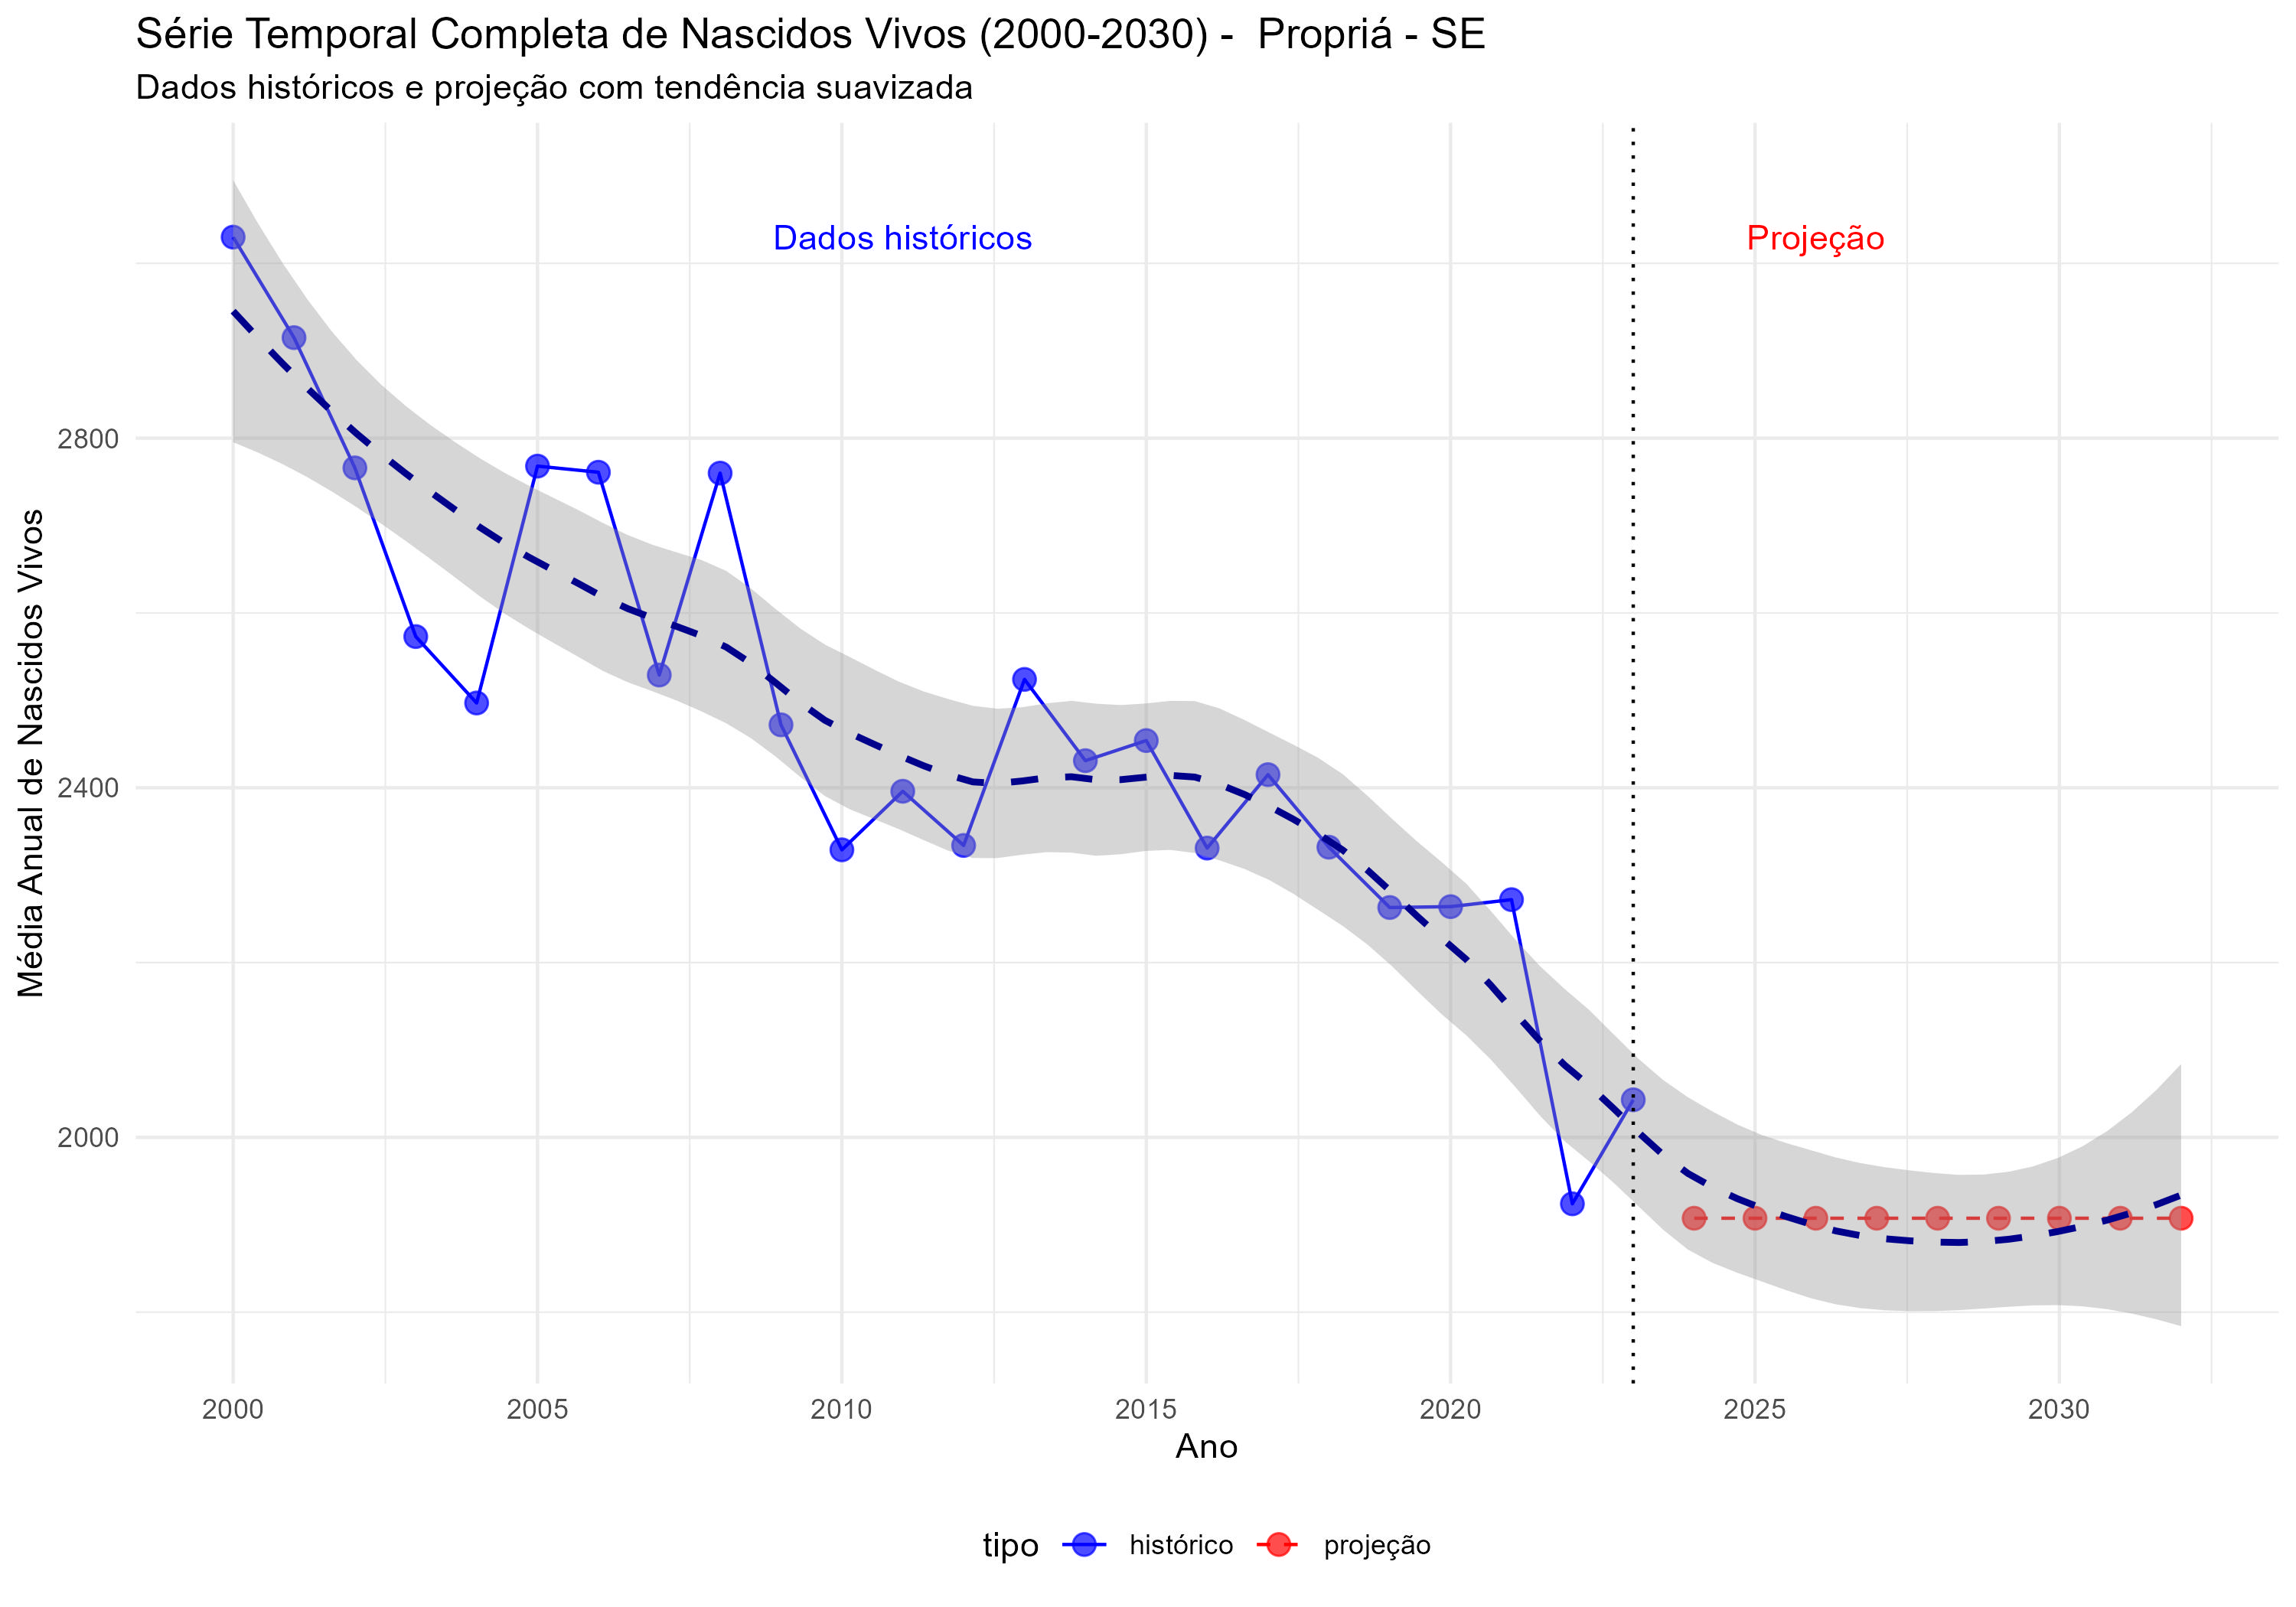 Série Temporal Completa de Nascidos Vivos (2000-2030) -  Propriá - SE
Dados históricos e projeção com tendência suavizada
Dados históricos
Projeção
Média Anual de Nascidos Vivos
2800
2400
2000
2000
2005
2010
2015
2020
2025
2030
Ano
tipo
histórico
projeção